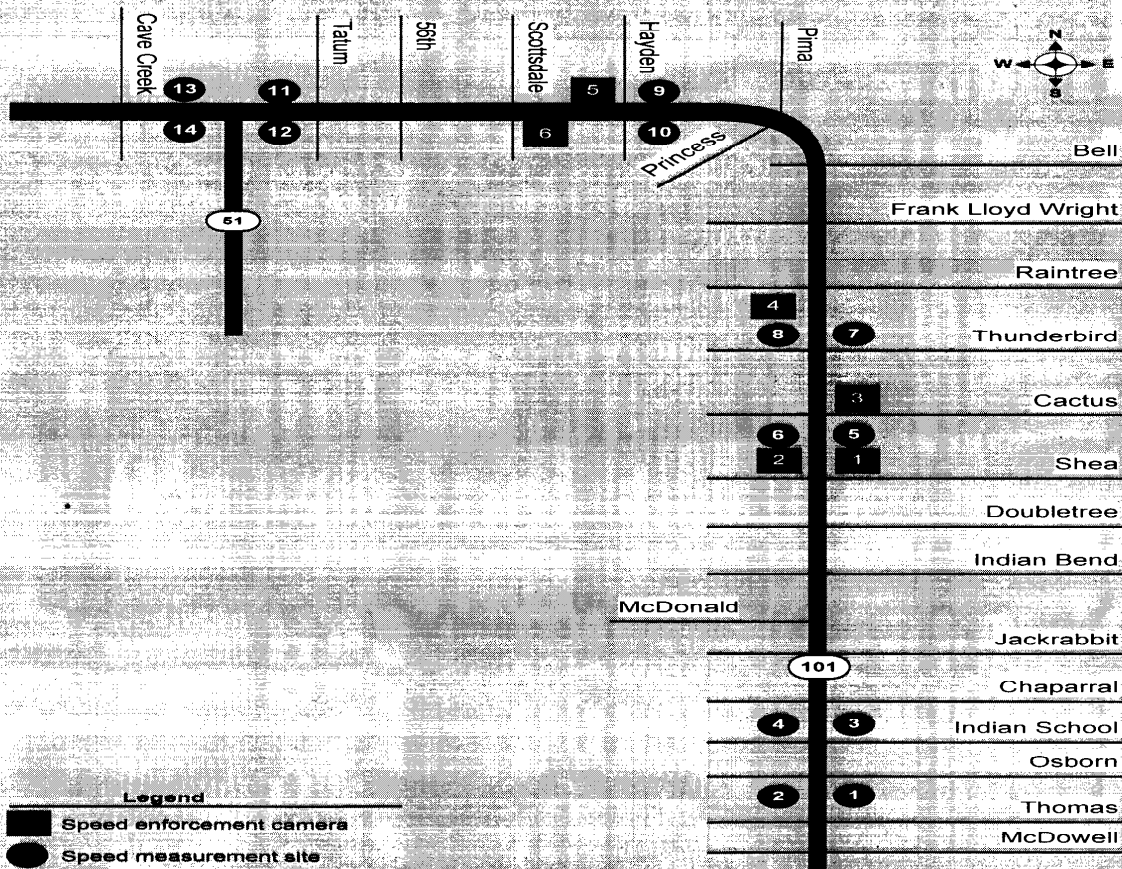 Cave Creek
Tatum
56th
Scottsdale
Hayden
Pima
N
W E
S
13
11
5
9
14
12
6
10
Princess
Bell
51
Frank Lloyd Wright
Raintree
4
8
7
Thunderbird
3
Cactus
6
5
2
1
Shea
Doubletree
Indian Bend
McDonald
Jackrabbit
101
Chaparral
4
3
Indian School
Osborn
2
1
Thomas
McDowell
Legend
Speed enforcement camera
Speed measurement site